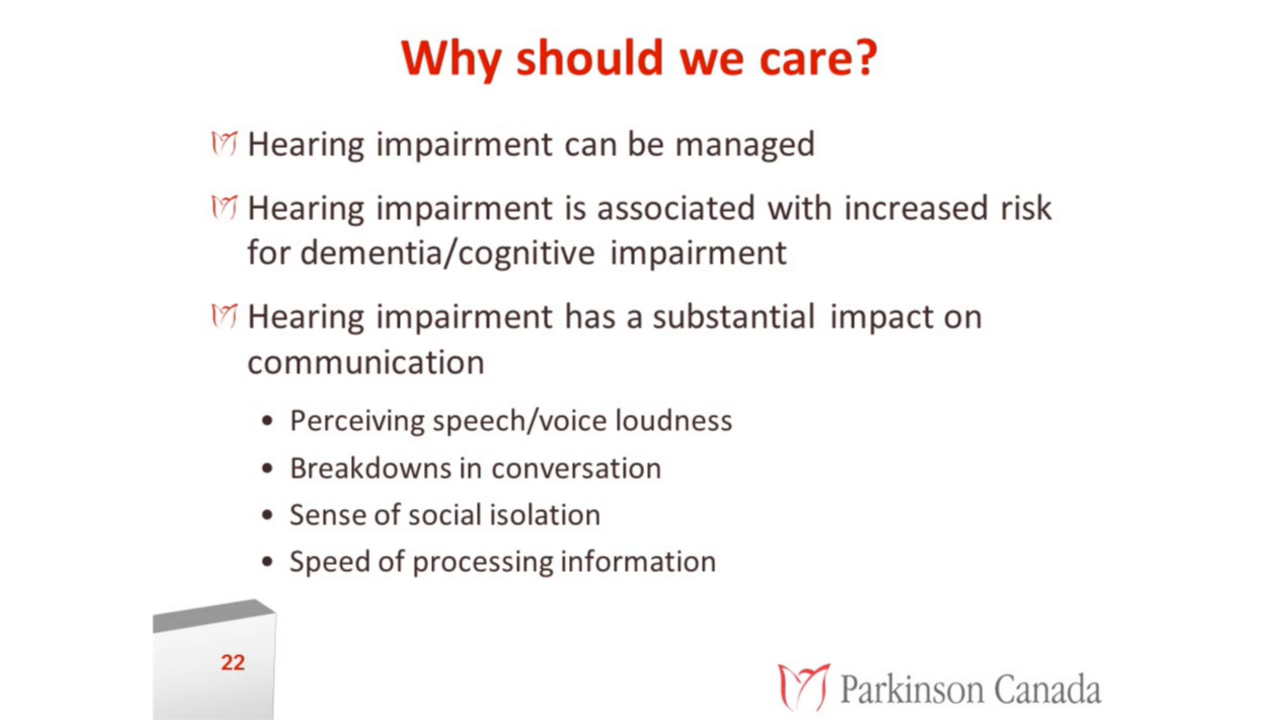 Why should we care?
Hearing impairment can be managed
Hearing impairment is associated with increased risk
for dementia/cognitive impairment
Hearing impairment has a substantial impact on
communication
• Perceiving speech/voice loudness
• Breakdowns in conversation
• Sense of social isolation
• Speed of processing information
22
Parkinson Canada